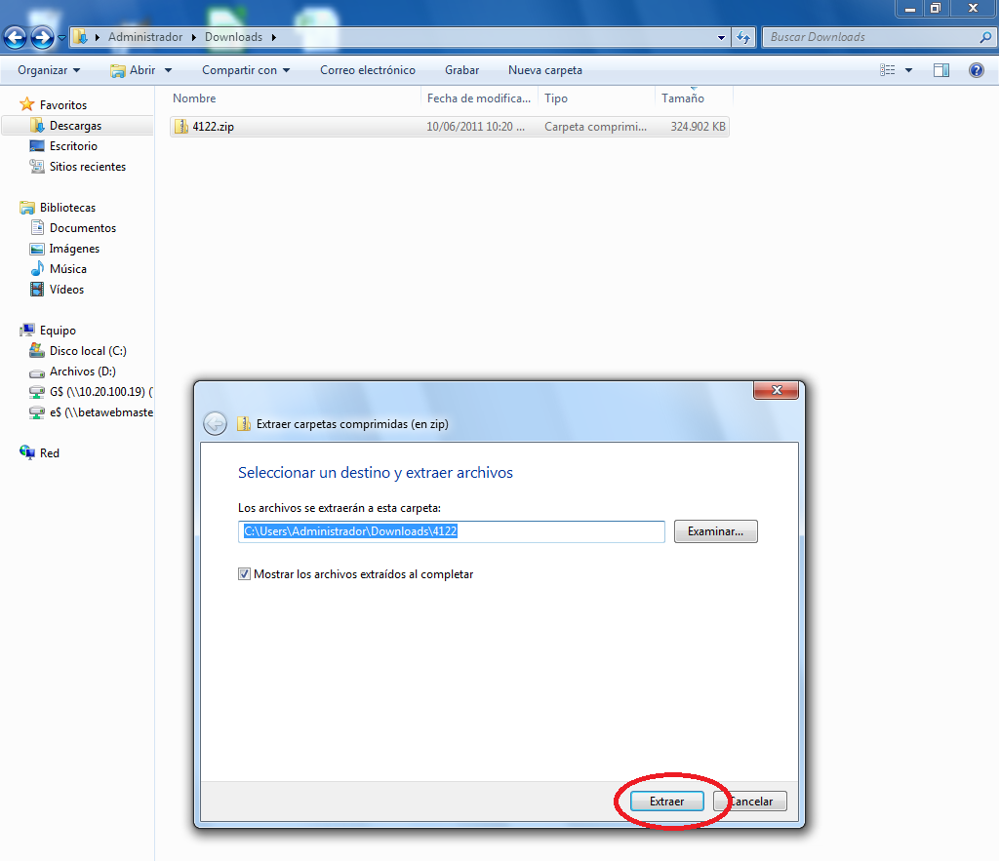 Administrador Downloads
Buscar Downloads
Organizar Abrir Compartir con Correo electrónico Grabar Nueva carpeta
Nombre Fecha de modifica... Tipo Tamaño
4122.zip 10/06/2011 10:20 ... Carpeta comprimi... 324.902 KB
Favoritos
Descargas
Escritorio
Sitios recientes
Bibliotecas
Documentos
Imágenes
Música
Vídeos
Equipo
Disco local (C:)
Archivos (D:)
G$ (\\10.20.100.19) (
e$ (\\betawebmaste
Red
Extraer carpetas comprimidas (en zip)
Seleccionar un destino y extraer archivos
Los archivos se extraerán a esta carpeta:
C:\Users\Administrador\Downloads\4122
Examinar...
Mostrar los archivos extraídos al completar
Extraer Cancelar